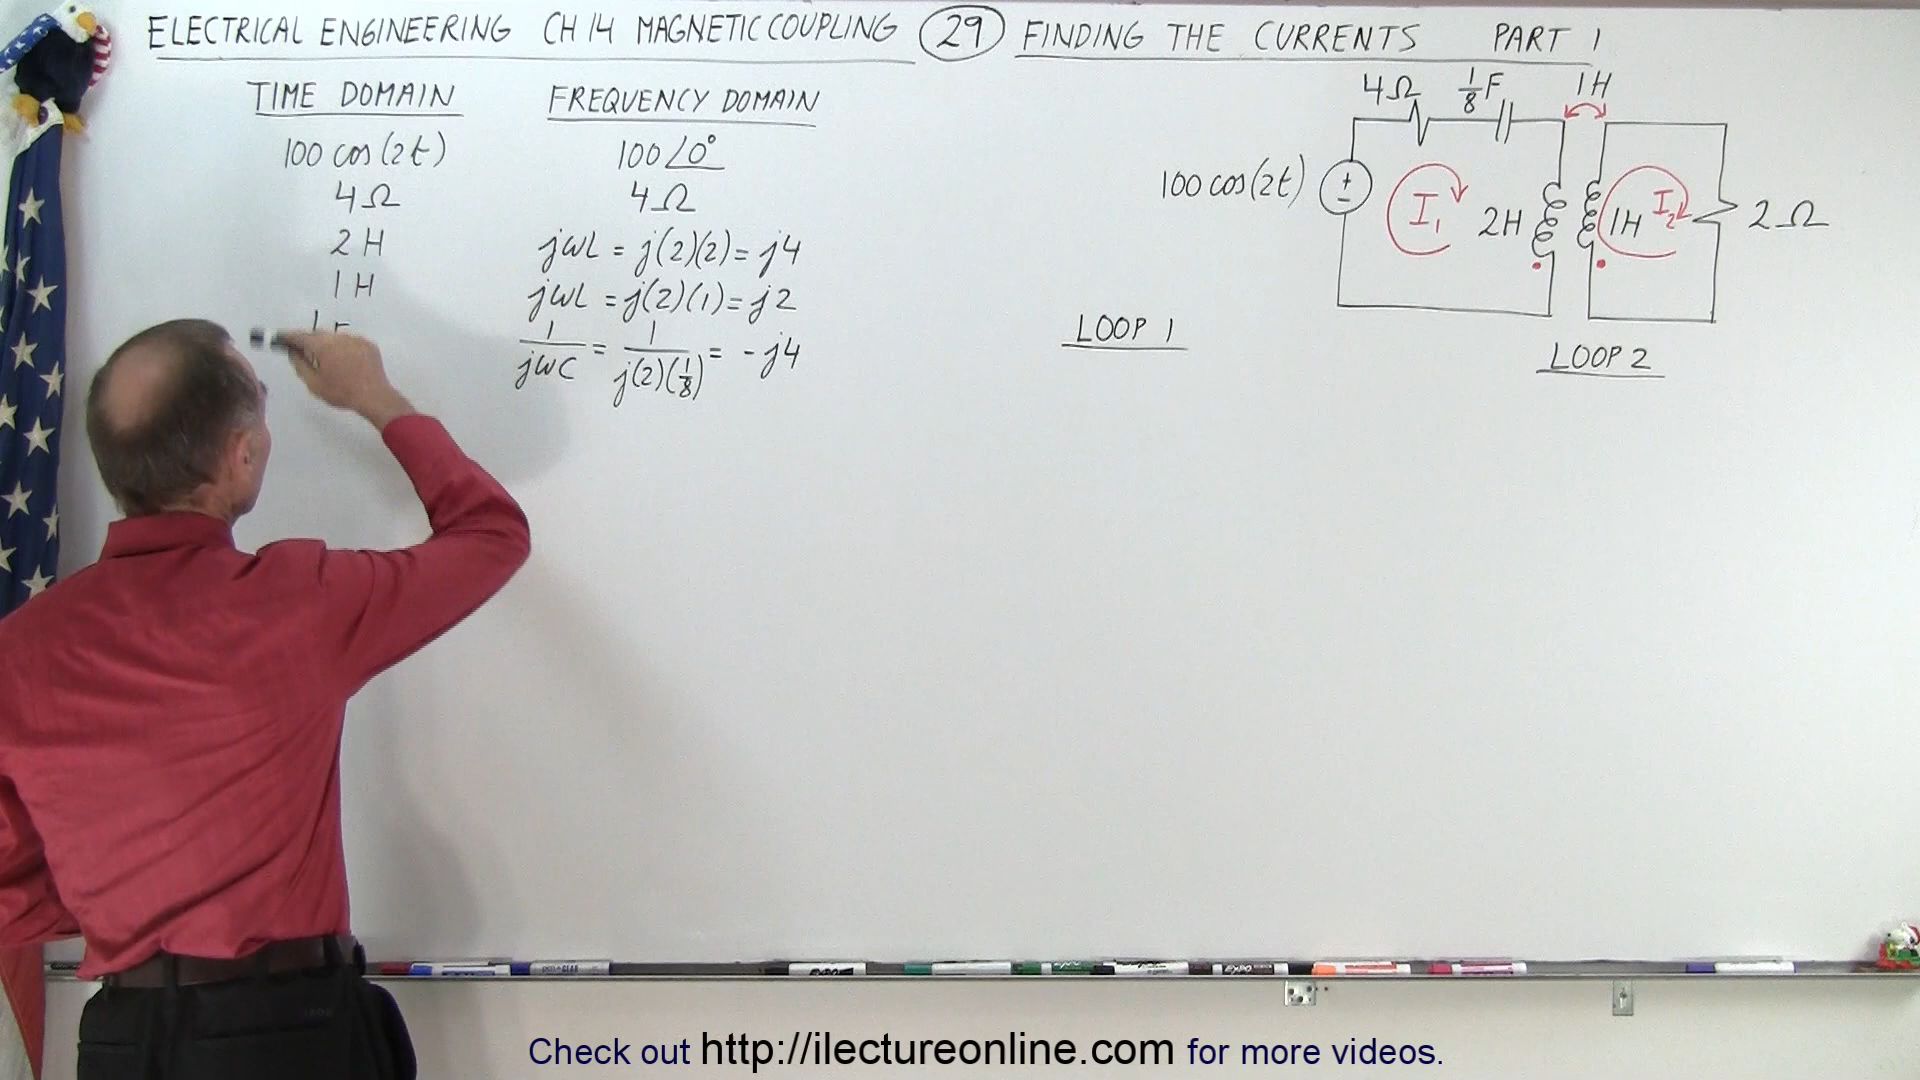 ELECTRICAL ENGINEERING CH 14 MAGNETIC COUPLING 29 FINDING THE CURRENTS PART 1
TIME DOMAIN
100 cos(2t)
4Ω
2 H
1 H
FREQUENCY DOMAIN
100∠0°
4Ω
jωL = j(2)(2) = j4
jωL = j(2)(1) = j2
1/jωC = 1/j(2)(1/8) = -j4
4Ω 1/8 F 1H
100 cos(2t) + - I₁ 2H 1H I₂ 2Ω
LOOP 1
LOOP 2
Check out http://ilectureonline.com for more videos.